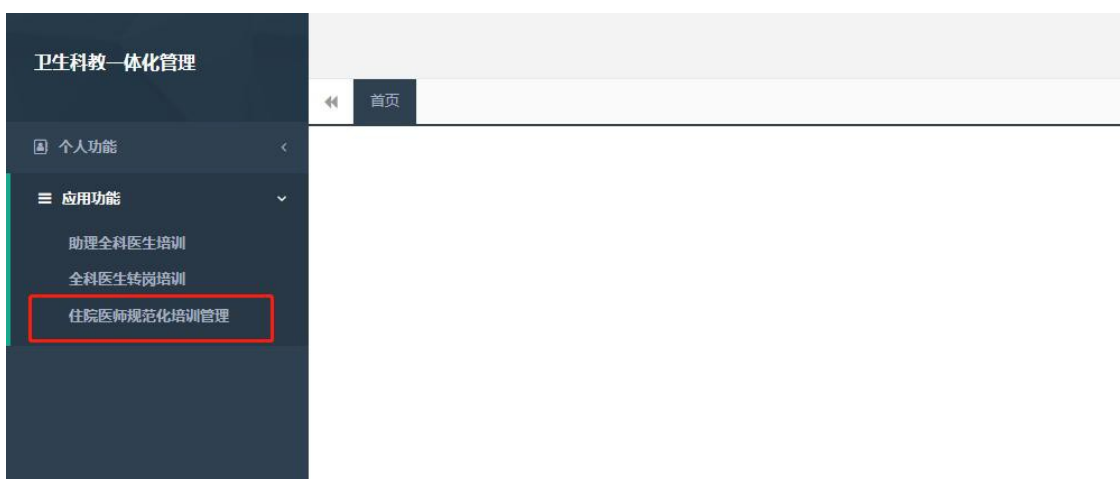 卫生科教一体化管理
首页
个人功能
应用功能
助理全科医生培训
全科医生转岗培训
住院医师规范化培训管理